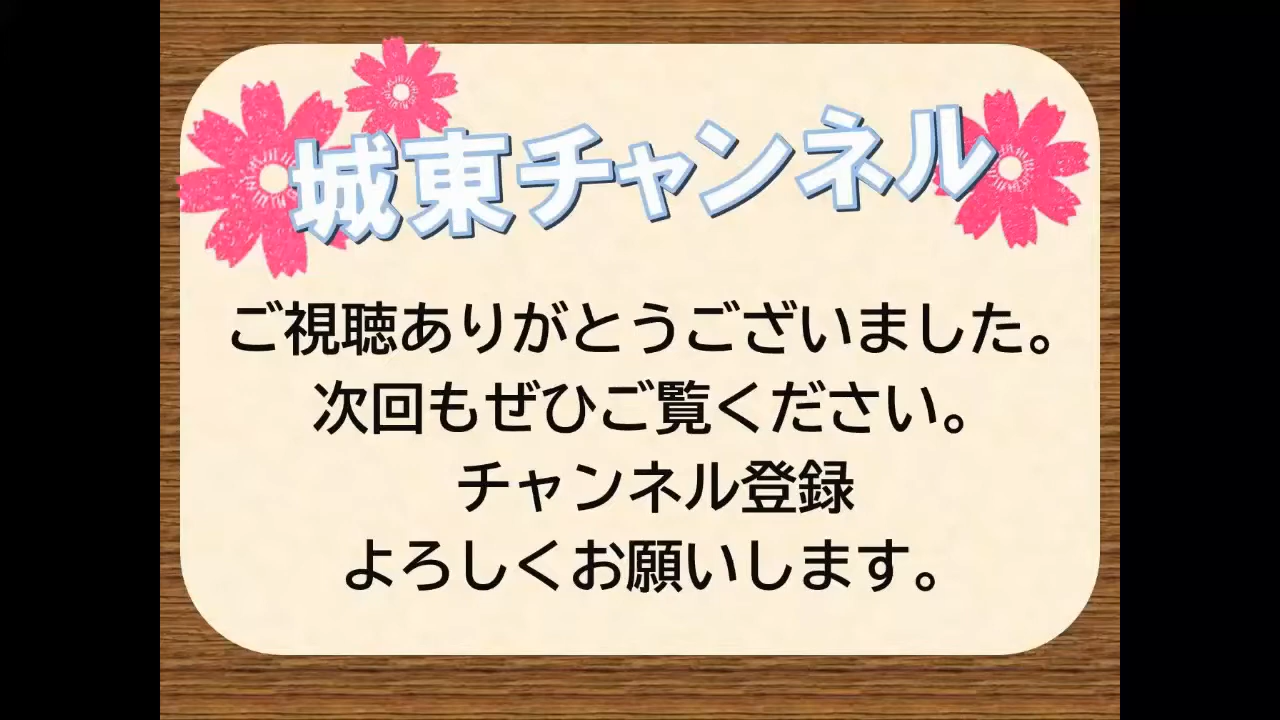 城東チャンネル
ご視聴ありがとうございました。
次回もぜひご覧ください。
チャンネル登録
よろしくお願いします。